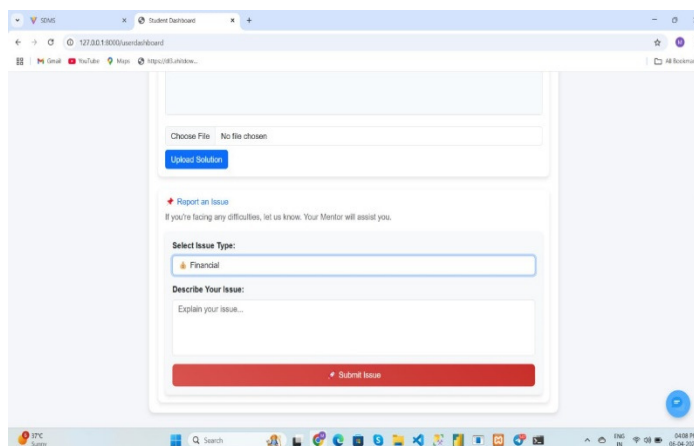 SDMS
Student Dashboard
127.0.0.1:8000/userdashboard
Gmail YouTube Maps
All Bookmar
Choose File No file chosen
Upload Solution
Report an Issue
If you're facing any difficulties, let us know. Your Mentor will assist you.
Select Issue Type:
Financial
Describe Your Issue:
Explain your issue...
Submit Issue
37°C
Sunny
Search
ENG
IN